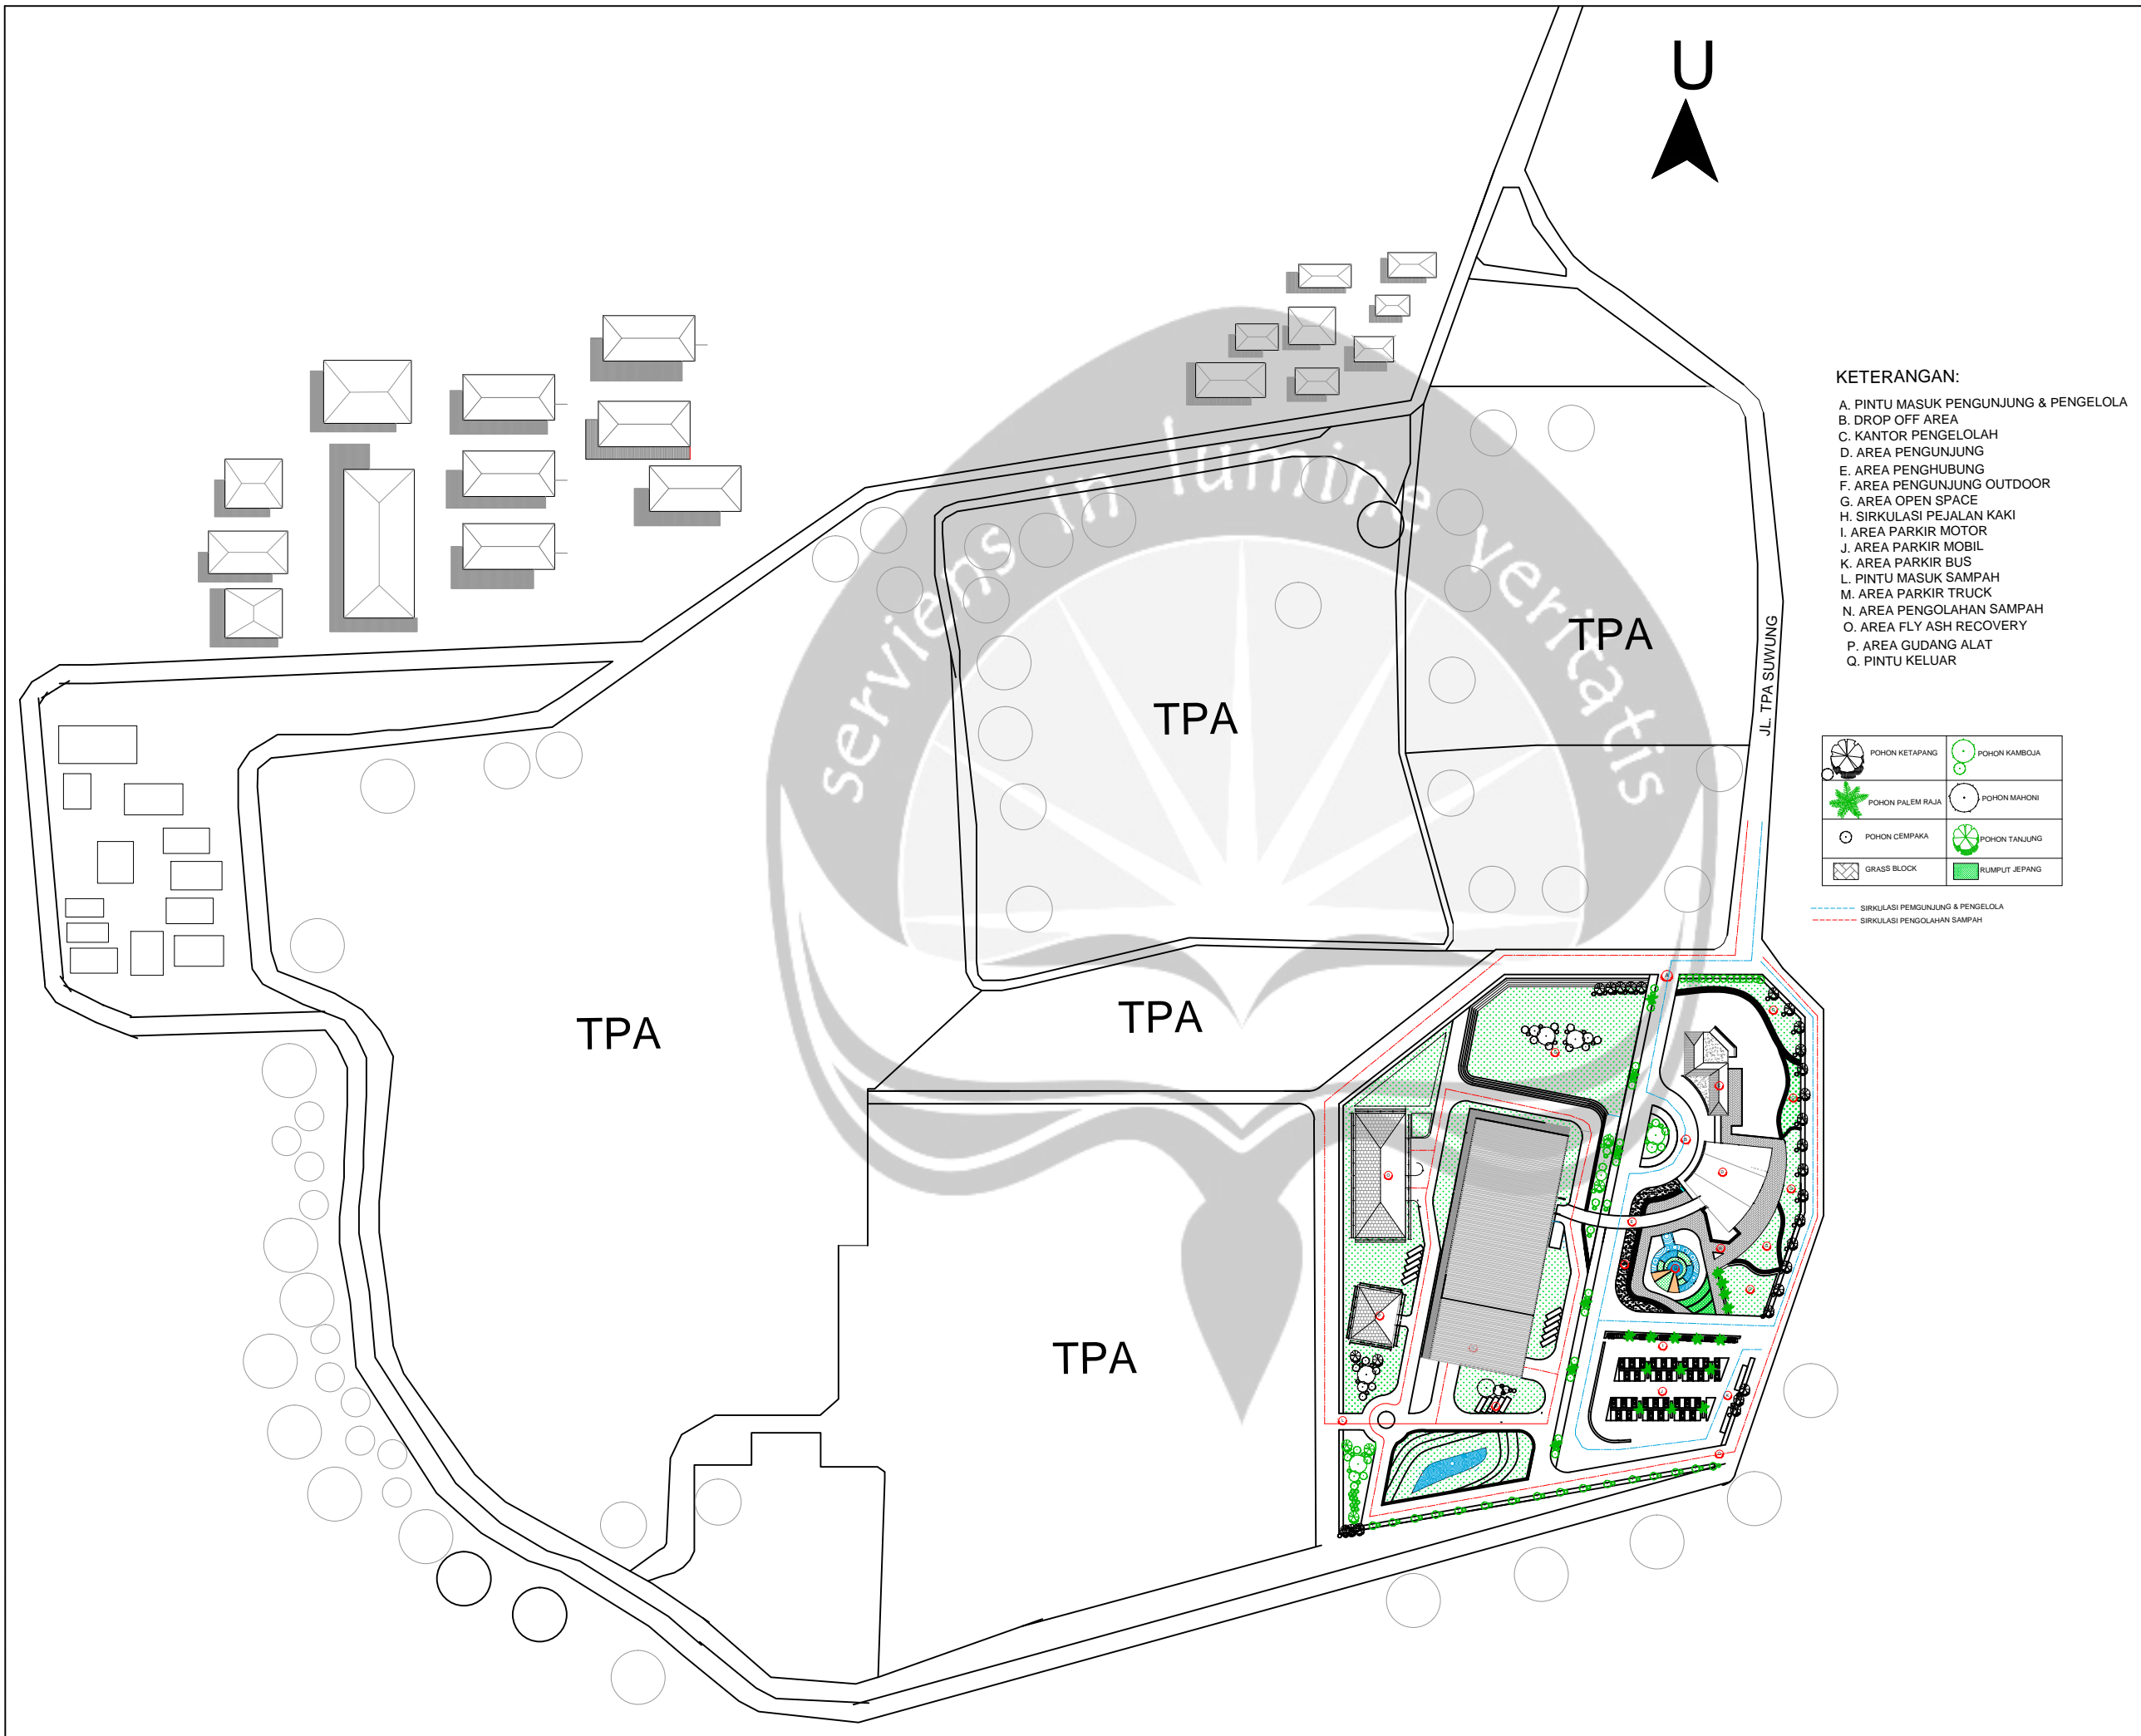 U
KETERANGAN:
A. PINTU MASUK PENGUNJUNG & PENGELOLA
B. DROP OFF AREA
C. KANTOR PENGELOLAH
D. AREA PENGUNJUNG
E. AREA PENGHUBUNG
F. AREA PENGUNJUNG OUTDOOR
G. AREA OPEN SPACE
H. SIRKULASI PEJALAN KAKI
I. AREA PARKIR MOTOR
J. AREA PARKIR MOBIL
K. AREA PARKIR BUS
L. PINTU MASUK SAMPAH
M. AREA PARKIR TRUCK
N. AREA PENGOLAHAN SAMPAH
O. AREA FLY ASH RECOVERY
P. AREA GUDANG ALAT
Q. PINTU KELUAR
serviens in lumine veritatis
TPA
TPA
JL. TPA SUWUNG
POHON KETAPANG
POHON KAMBOJA
POHON PALEM RAJA
POHON MAHONI
POHON CEMPAKA
POHON TANJUNG
GRASS BLOCK
RUMPUT JEPANG
SIRKULASI PEMGUNJUNG & PENGELOLA
SIRKULASI PENGOLAHAN SAMPAH
TPA
TPA
TPA